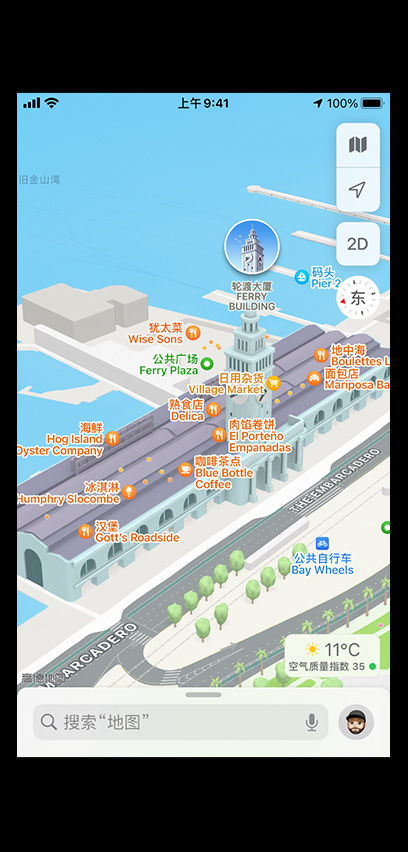 上午9:41
100%
旧金山湾
2D
码头
Pier 2
东
轮渡大厦
FERRY
BUILDING
犹太菜
Wise Sons
公共广场
Ferry Plaza
地中海
Boulettes L
面包店
Mariposa Ba
日用杂货
Village Market
熟食店
Delica
肉馅卷饼
El Porteño
Empanadas
海鲜
Hog Island
Oyster Company
咖啡茶点
Blue Bottle
Coffee
冰淇淋
Humphry Slocombe
汉堡
Gott's Roadside
THE EMBARCADERO
公共自行车
Bay Wheels
MBARCADERO
11°C
空气质量指数 35
高德地图
搜索“地图”